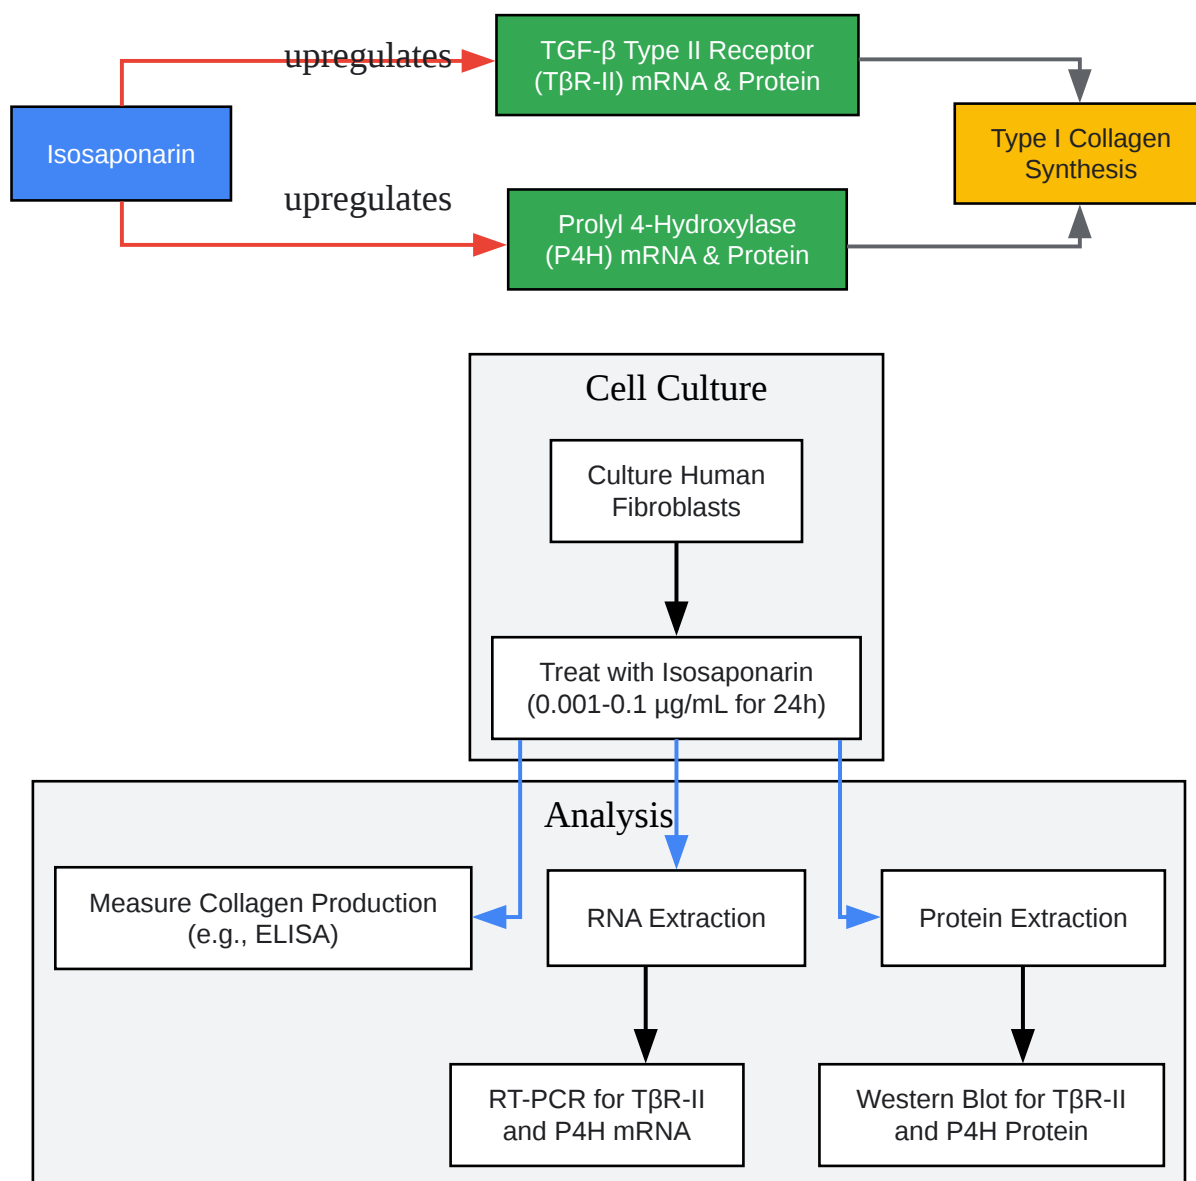 upregulates
TGF-β Type II Receptor
(TβR-II) mRNA & Protein
Isosaponarin
Type I Collagen
Synthesis
upregulates
Prolyl 4-Hydroxylase
(P4H) mRNA & Protein
Cell Culture
Culture Human
Fibroblasts
Treat with Isosaponarin
(0.001-0.1 µg/mL for 24h)
Analysis
Measure Collagen Production
(e.g., ELISA)
RNA Extraction
Protein Extraction
RT-PCR for TβR-II
and P4H mRNA
Western Blot for TβR-II
and P4H Protein